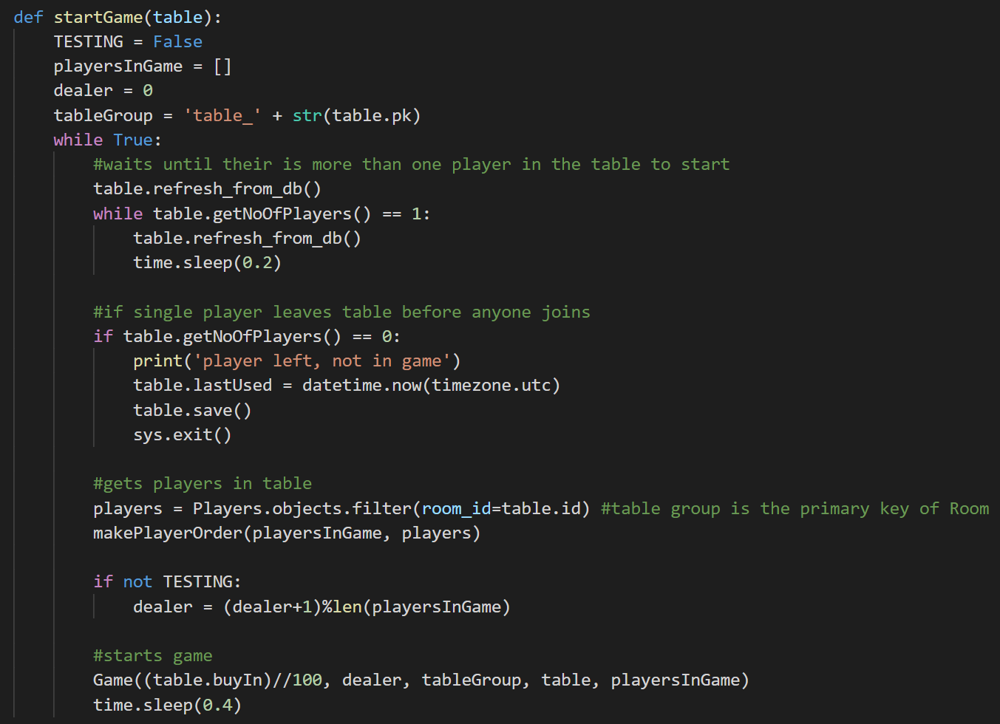 def startGame(table):
    TESTING = False
    playersInGame = []
    dealer = 0
    tableGroup = 'table_' + str(table.pk)
    while True:
        #waits until their is more than one player in the table to start
        table.refresh_from_db()
        while table.getNoOfPlayers() == 1:
            table.refresh_from_db()
            time.sleep(0.2)

        #if single player leaves table before anyone joins
        if table.getNoOfPlayers() == 0:
            print('player left, not in game')
            table.lastUsed = datetime.now(timezone.utc)
            table.save()
            sys.exit()

        #gets players in table
        players = Players.objects.filter(room_id=table.id) #table group is the primary key of Room
        makePlayerOrder(playersInGame, players)

        if not TESTING:
            dealer = (dealer+1)%len(playersInGame)

        #starts game
        Game((table.buyIn)//100, dealer, tableGroup, table, playersInGame)
        time.sleep(0.4)